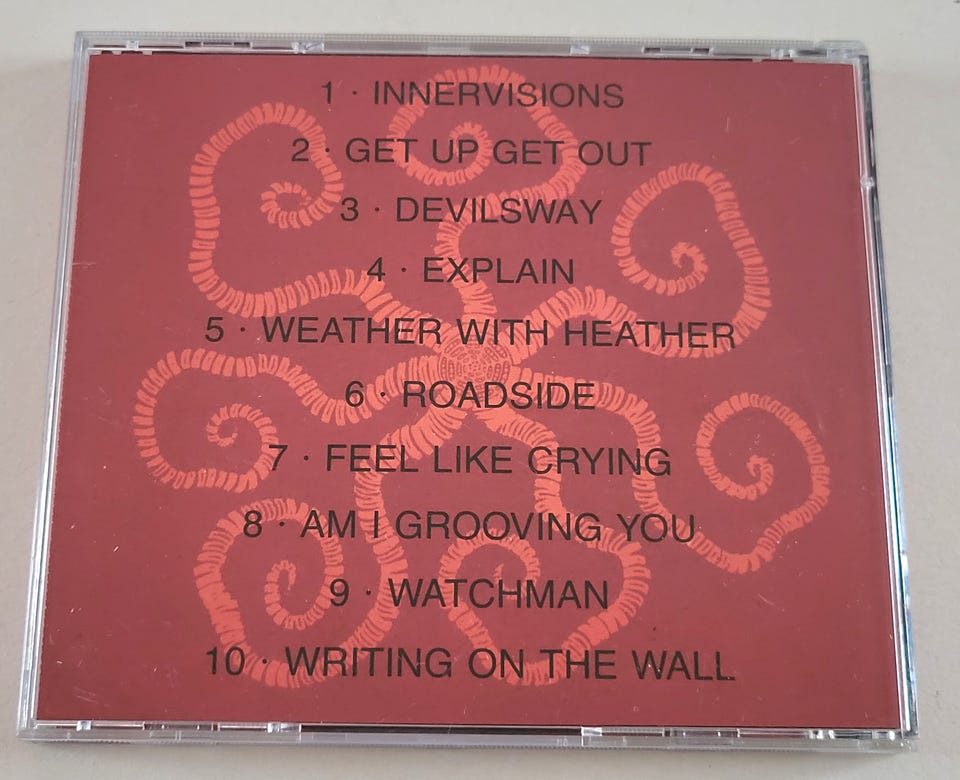 1 · INNERVISIONS
2 · GET UP GET OUT
3 · DEVILSWAY
4 · EXPLAIN
5 · WEATHER WITH HEATHER
6 · ROADSIDE
7 · FEEL LIKE CRYING
8 · AM I GROOVING YOU
9 · WATCHMAN
10 · WRITING ON THE WALL